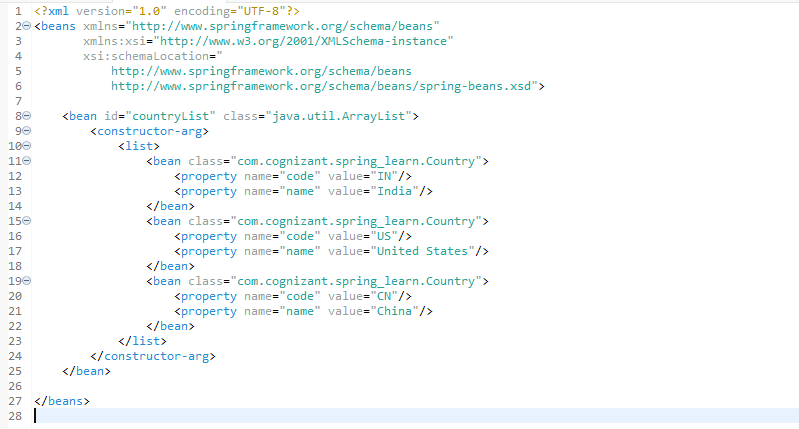 1 <?xml version="1.0" encoding="UTF-8"?>
2 <beans xmlns="http://www.springframework.org/schema/beans"
3        xmlns:xsi="http://www.w3.org/2001/XMLSchema-instance"
4        xsi:schemaLocation="
5            http://www.springframework.org/schema/beans
6            http://www.springframework.org/schema/beans/spring-beans.xsd">
7
8     <bean id="countryList" class="java.util.ArrayList">
9         <constructor-arg>
10             <list>
11                 <bean class="com.cognizant.spring_learn.Country">
12                     <property name="code" value="IN"/>
13                     <property name="name" value="India"/>
14                 </bean>
15                 <bean class="com.cognizant.spring_learn.Country">
16                     <property name="code" value="US"/>
17                     <property name="name" value="United States"/>
18                 </bean>
19                 <bean class="com.cognizant.spring_learn.Country">
20                     <property name="code" value="CN"/>
21                     <property name="name" value="China"/>
22                 </bean>
23             </list>
24         </constructor-arg>
25     </bean>
26
27 </beans>
28